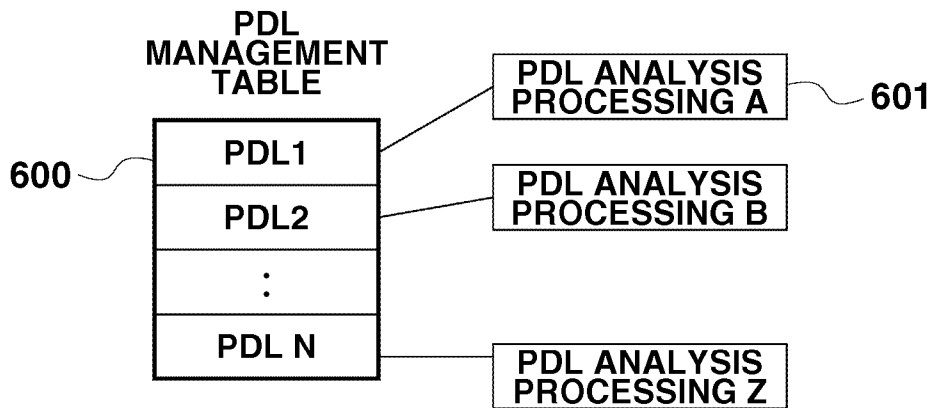 PDL
MANAGEMENT
TABLE
600
PDL1
PDL2
:
PDL N
PDL ANALYSIS
PROCESSING A
601
PDL ANALYSIS
PROCESSING B
PDL ANALYSIS
PROCESSING Z